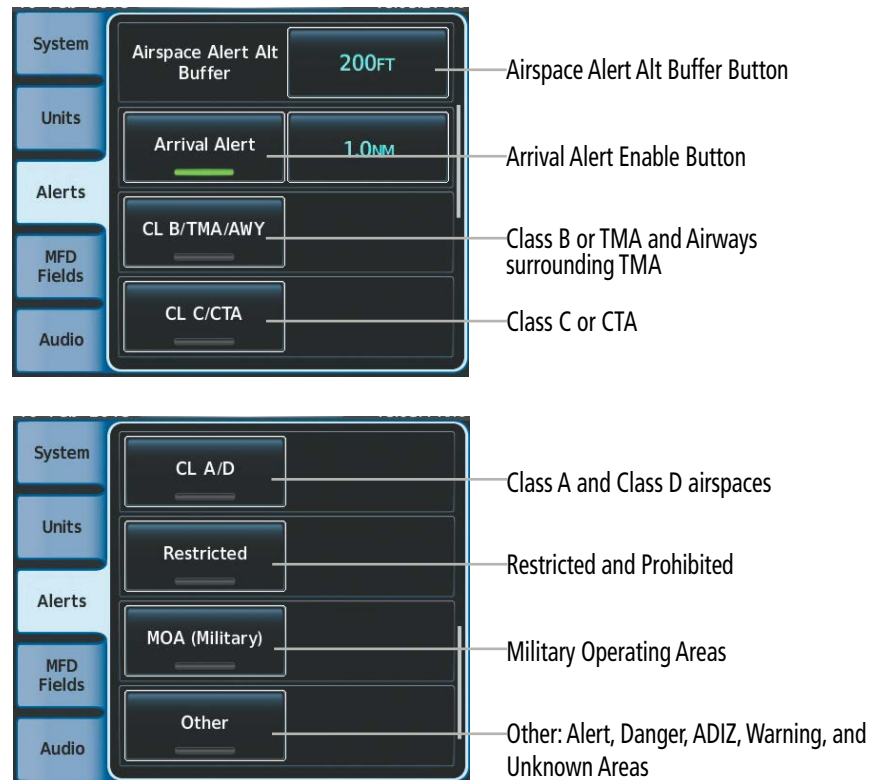 System
Units
Alerts
MFD
Fields
Audio
Airspace Alert Alt
Buffer
200FT
Arrival Alert
1.0NM
CL B/TMA/AWY
CL C/CTA
Airspace Alert Alt Buffer Button
Arrival Alert Enable Button
Class B or TMA and Airways
surrounding TMA
Class C or CTA
System
Units
Alerts
MFD
Fields
Audio
CL A/D
Restricted
MOA (Military)
Other
Class A and Class D airspaces
Restricted and Prohibited
Military Operating Areas
Other: Alert, Danger, ADIZ, Warning, and
Unknown Areas